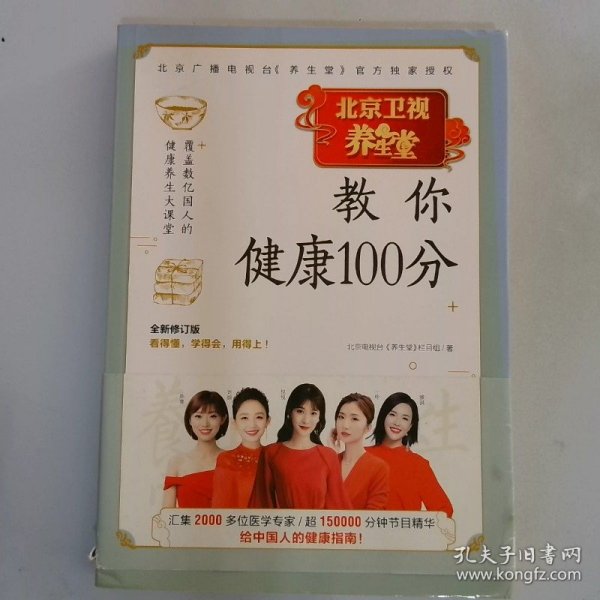 北京广播电视台《养生堂》官方独家授权
北京卫视
养生堂
覆盖数亿国人的
健康养生大课堂
教你
健康100分
全新修订版
看得懂，学得会，用得上！
北京电视台《养生堂》栏目组/著
养
生
汇集2000多位医学专家/超150000分钟节目精华
给中国人的健康指南！
孔夫子旧书网
www.kongfz.com